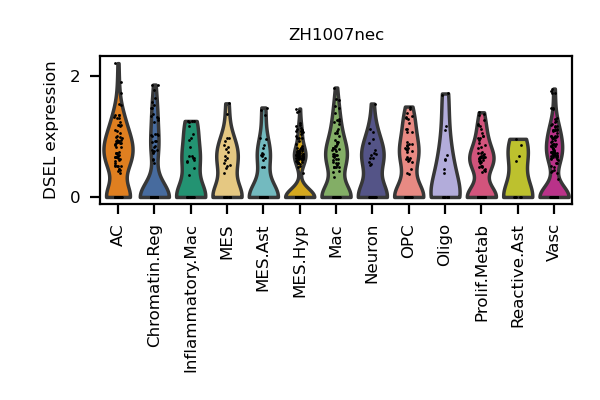 ZH1007nec
DSEL expression
2
0
AC
Chromatin.Reg
Inflammatory.Mac
MES
MES.Ast
MES.Hyp
Mac
Neuron
OPC
Oligo
Prolif.Metab
Reactive.Ast
Vasc